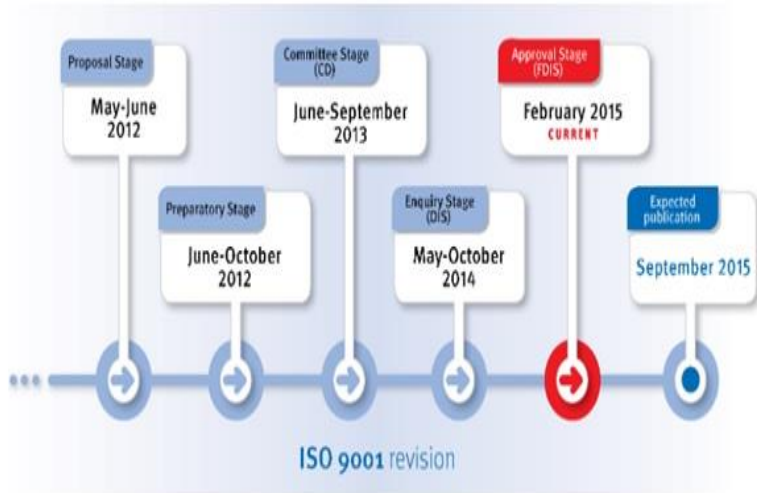 Proposal Stage
May-June
2012
Preparatory Stage
June-October
2012
Committee Stage
(CD)
June-September
2013
Enquiry Stage
(DIS)
May-October
2014
Approval Stage
(FDIS)
February 2015
CURRENT
Expected
publication
September 2015
ISO 9001 revision